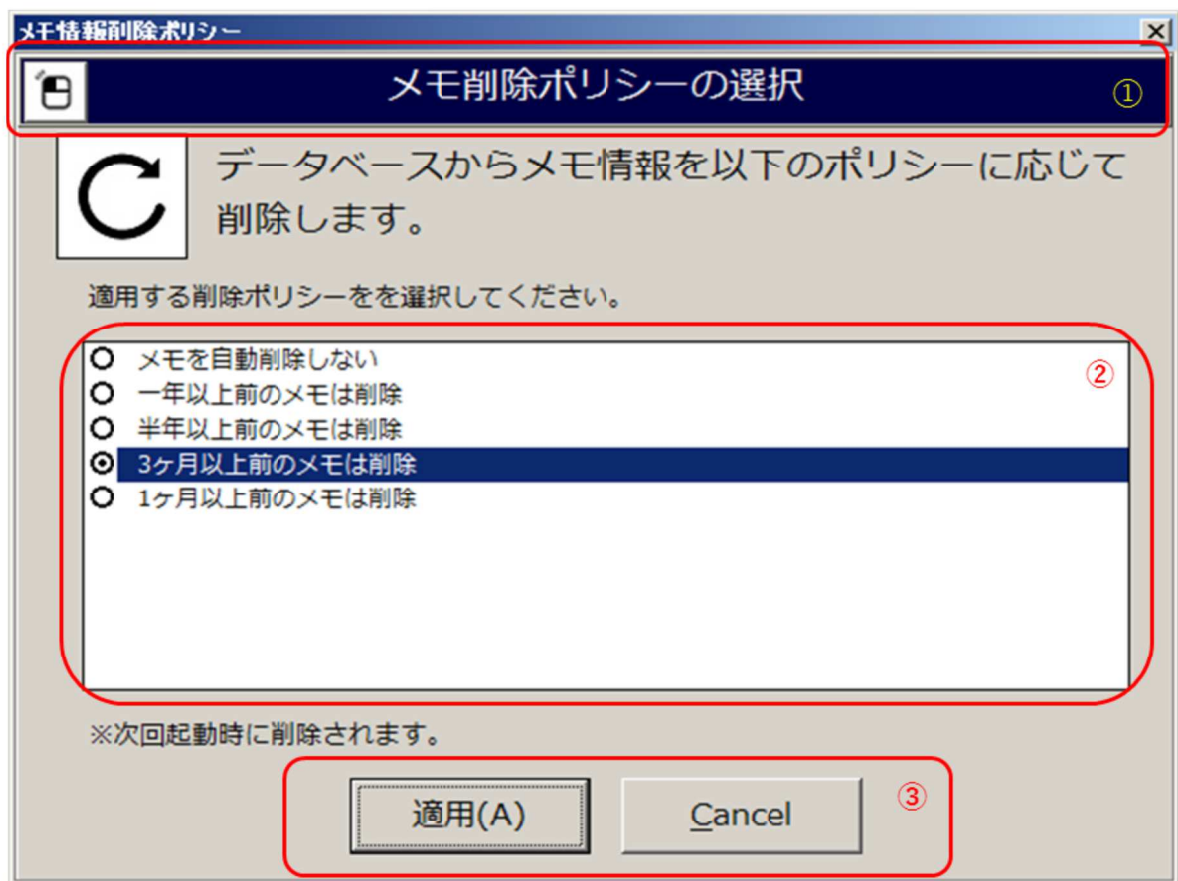 メモ情報削除ポリシー
メモ削除ポリシーの選択 ①
データベースからメモ情報を以下のポリシーに応じて
削除します。
適用する削除ポリシーをを選択してください。
②
メモを自動削除しない
一年以上前のメモは削除
半年以上前のメモは削除
3ヶ月以上前のメモは削除
1ヶ月以上前のメモは削除
※次回起動時に削除されます。
適用(A) Cancel ③